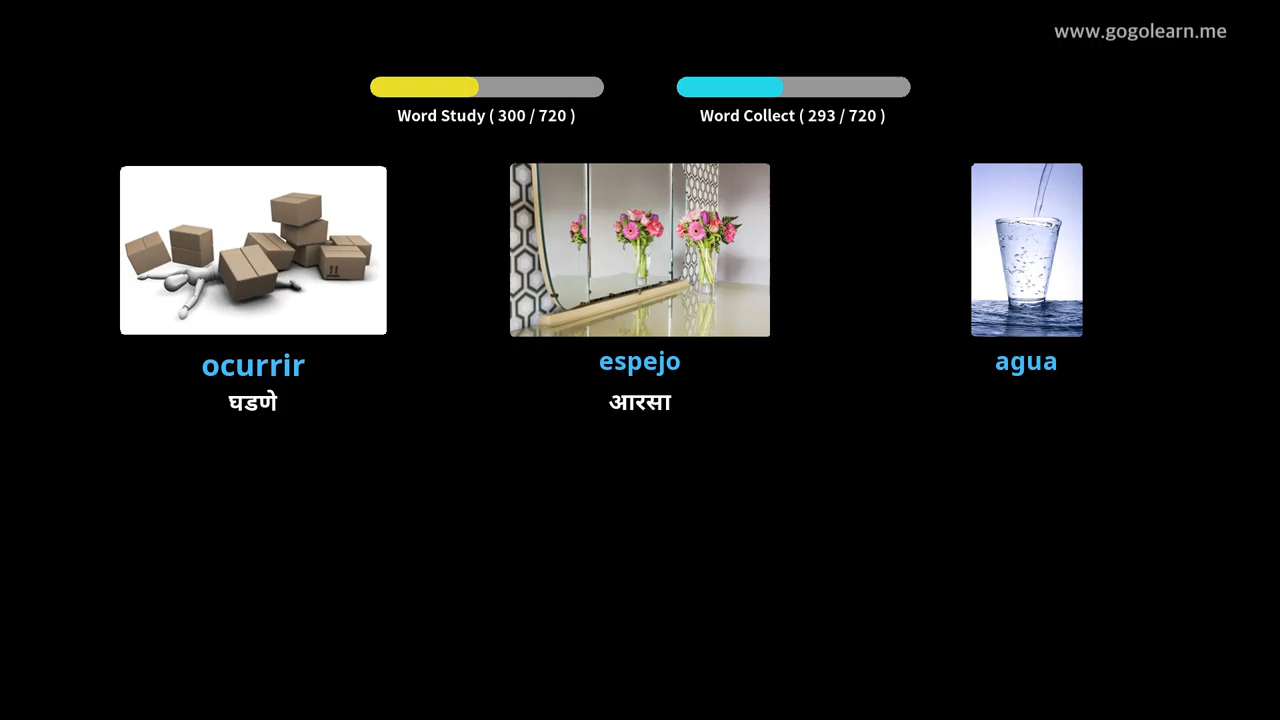 www.gogolearn.me
Word Study ( 300 / 720 )
Word Collect ( 293 / 720 )
ocurrir
घडणे
espejo
आरसा
agua